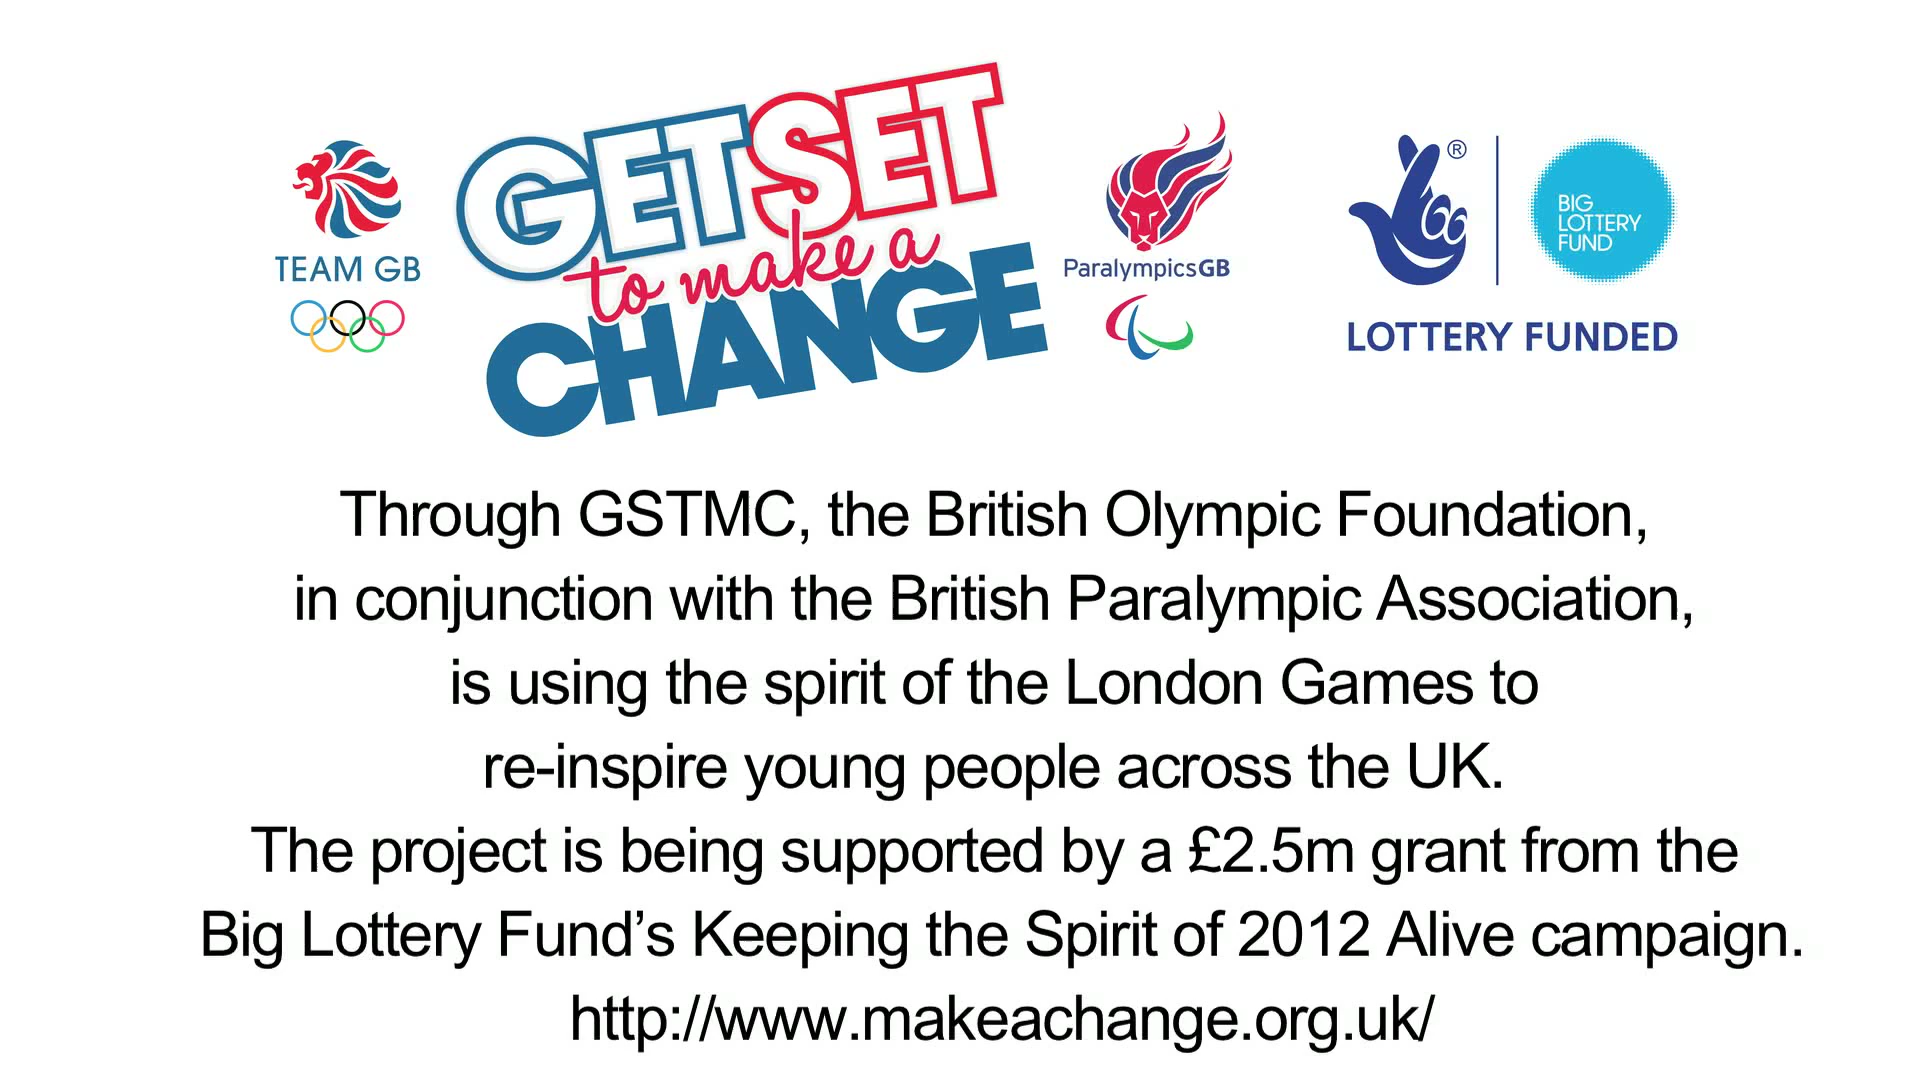 GET SET
to make a
CHANGE
TEAM GB
ParalympicsGB
®
BIG
LOTTERY
FUND
LOTTERY FUNDED
Through GSTMC, the British Olympic Foundation,
in conjunction with the British Paralympic Association,
is using the spirit of the London Games to
re-inspire young people across the UK.
The project is being supported by a £2.5m grant from the
Big Lottery Fund’s Keeping the Spirit of 2012 Alive campaign.
http://www.makeachange.org.uk/